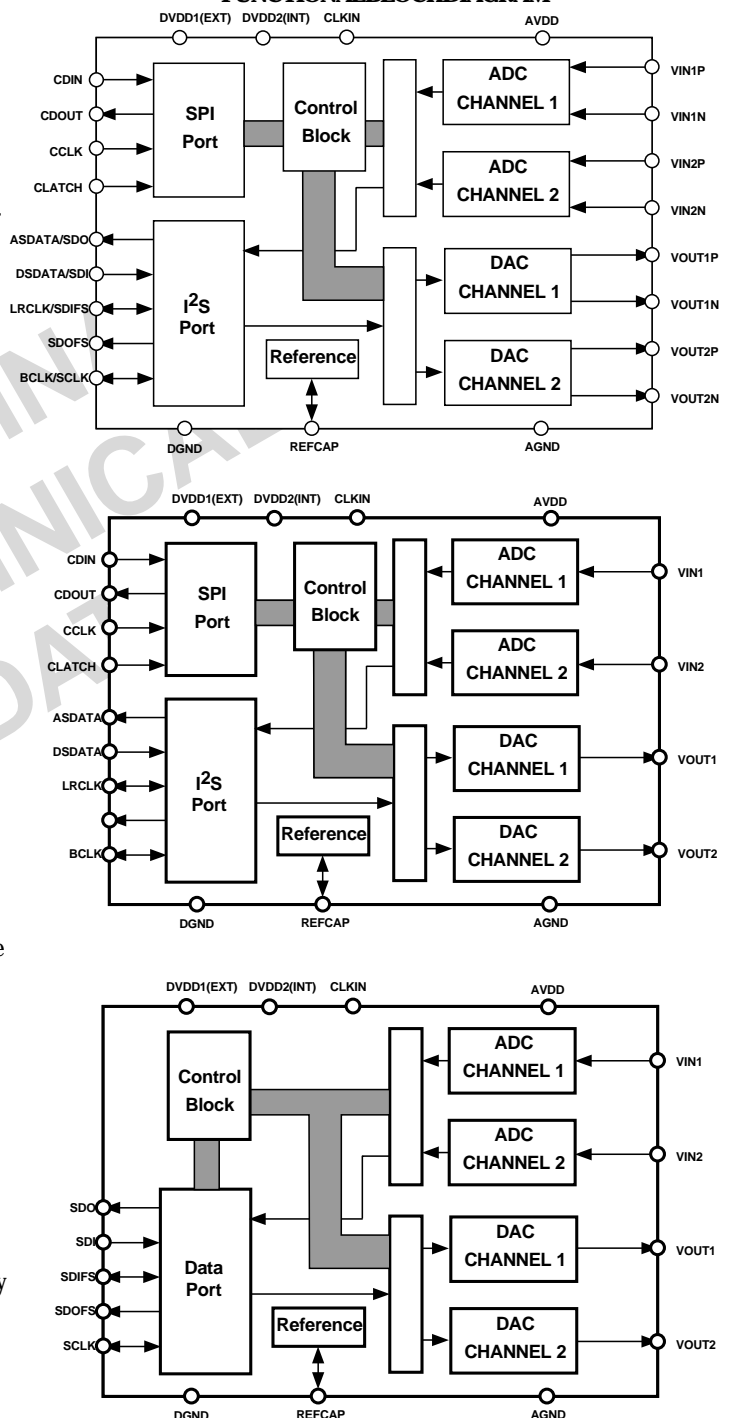 FUNCTIONALBLOCKDIAGRAM
DVDD1(EXT) DVDD2(INT) CLKIN AVDD
CDIN
CDOUT
CCLK
CLATCH
SPI
Port
Control
Block
ADC
CHANNEL 1
VIN1P
VIN1N
ADC
CHANNEL 2
VIN2P
VIN2N
ASDATA/SDO
DSDATA/SDI
LRCLK/SDIFS
SDOFS
BCLK/SCLK
I2S
Port
Reference
DAC
CHANNEL 1
VOUT1P
VOUT1N
DAC
CHANNEL 2
VOUT2P
VOUT2N
DGND REFCAP AGND
DVDD1(EXT) DVDD2(INT) CLKIN AVDD
CDIN
CDOUT
CCLK
CLATCH
SPI
Port
Control
Block
ADC
CHANNEL 1
VIN1
ADC
CHANNEL 2
VIN2
ASDATA
DSDATA
LRCLK
BCLK
I2S
Port
Reference
DAC
CHANNEL 1
VOUT1
DAC
CHANNEL 2
VOUT2
DGND REFCAP AGND
e
DVDD1(EXT) DVDD2(INT) CLKIN AVDD
Control
Block
ADC
CHANNEL 1
VIN1
ADC
CHANNEL 2
VIN2
SDO
SDI
SDIFS
SDOFS
SCLK
Data
Port
Reference
DAC
CHANNEL 1
VOUT1
DAC
CHANNEL 2
VOUT2
y
DGND REFCAP AGND